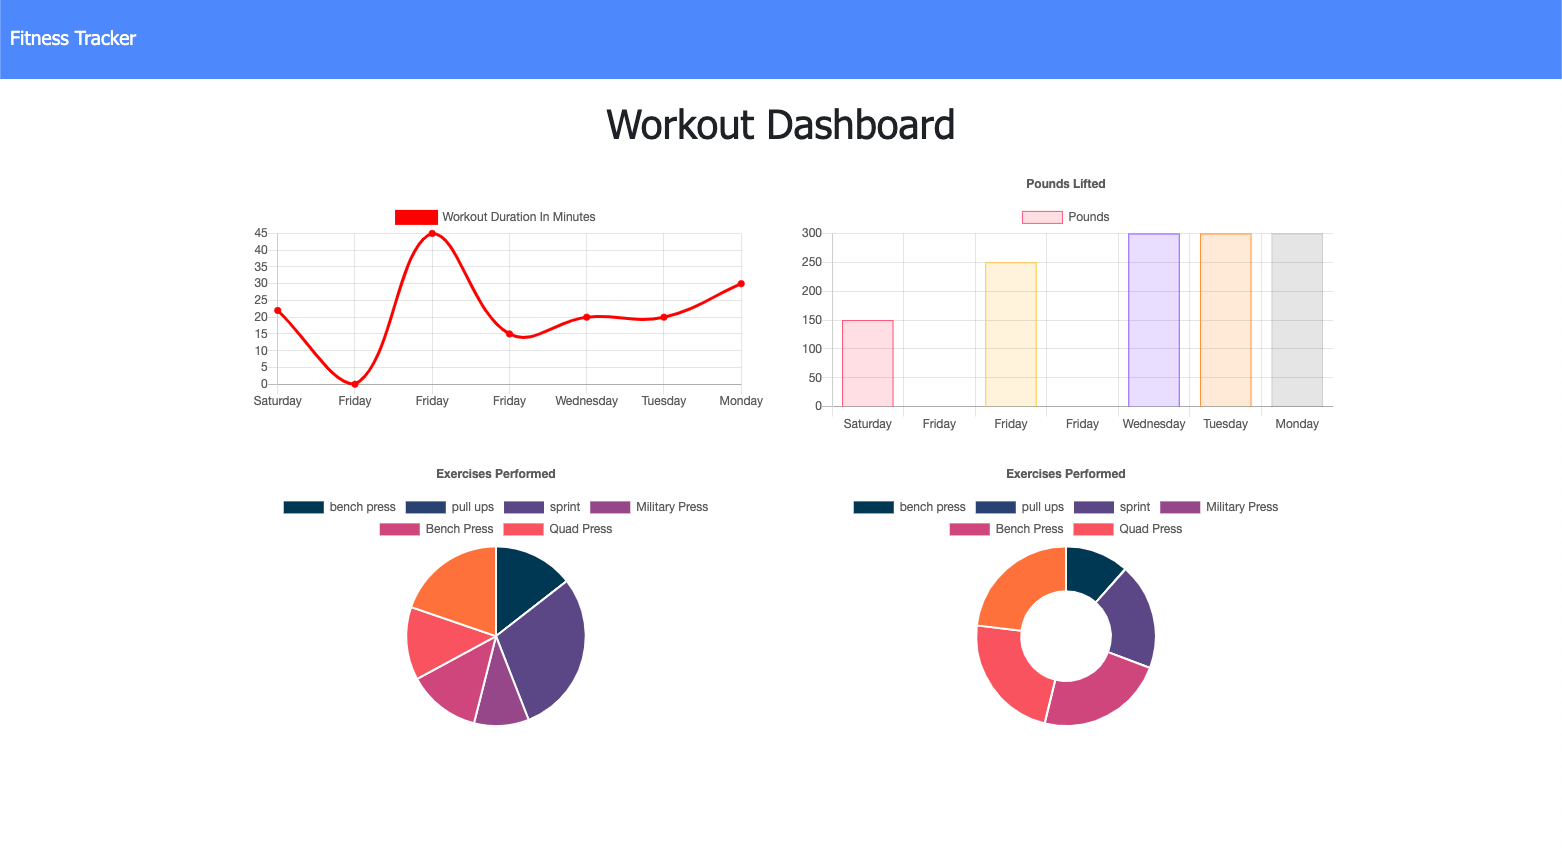 Fitness Tracker
Workout Dashboard
Workout Duration In Minutes
45
40
35
30
25
20
15
10
5
0
Saturday Friday Friday Friday Wednesday Tuesday Monday
Pounds Lifted
Pounds
300
250
200
150
100
50
0
Saturday Friday Friday Friday Wednesday Tuesday Monday
Exercises Performed
bench press pull ups sprint Military Press
Bench Press Quad Press
Exercises Performed
bench press pull ups sprint Military Press
Bench Press Quad Press